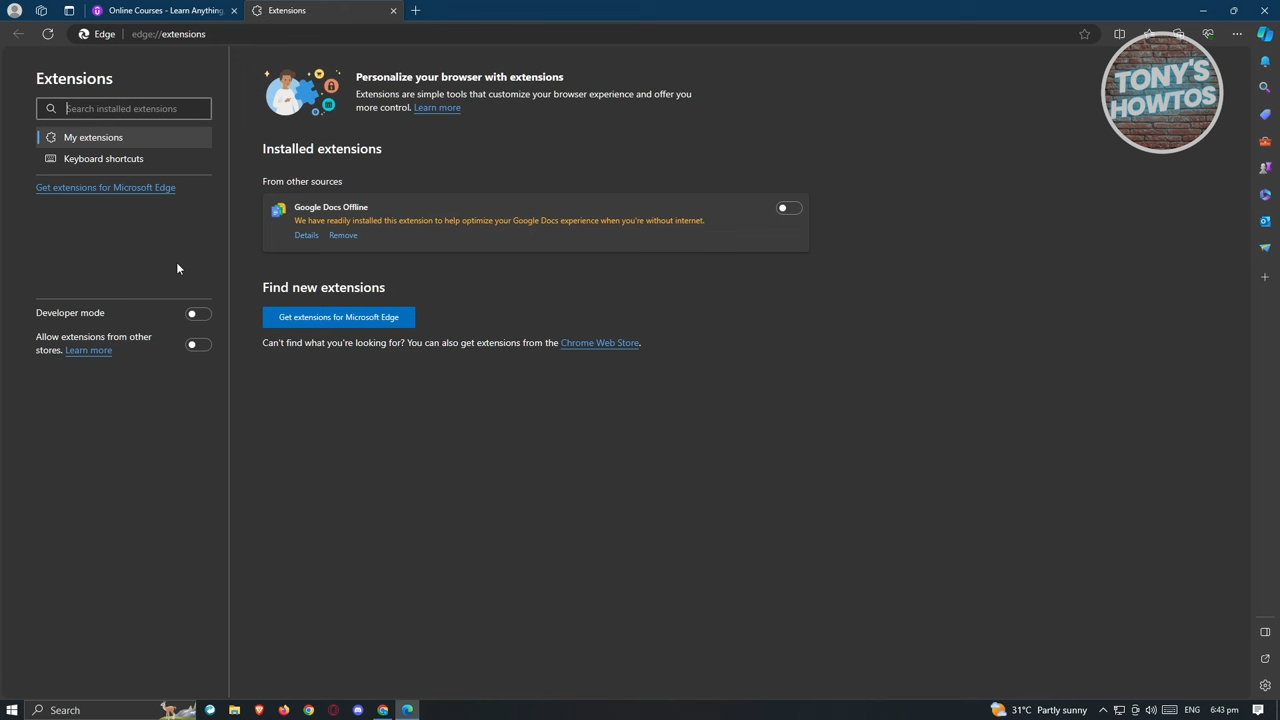 Online Courses - Learn Anything,
Extensions
Edge
edge://extensions
TONY'S
HOWTOS
Extensions
Search installed extensions
My extensions
Keyboard shortcuts
Get extensions for Microsoft Edge
Developer mode
Allow extensions from other
stores. Learn more
Personalize your browser with extensions
Extensions are simple tools that customize your browser experience and offer you
more control. Learn more
Installed extensions
From other sources
Google Docs Offline
We have readily installed this extension to help optimize your Google Docs experience when you're without internet.
Details Remove
Find new extensions
Get extensions for Microsoft Edge
Can't find what you're looking for? You can also get extensions from the Chrome Web Store.
Search
31°C Partly sunny
ENG
6:43 pm